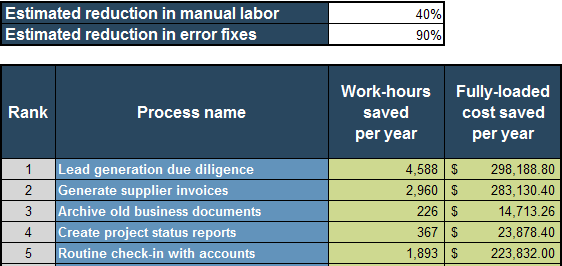 Estimated reduction in manual labor 40%
Estimated reduction in error fixes 90%
Rank Process name Work-hours saved per year Fully-loaded cost saved per year
1 Lead generation due diligence 4,588 $ 298,188.80
2 Generate supplier invoices 2,960 $ 283,130.40
3 Archive old business documents 226 $ 14,713.26
4 Create project status reports 367 $ 23,878.40
5 Routine check-in with accounts 1,893 $ 223,832.00